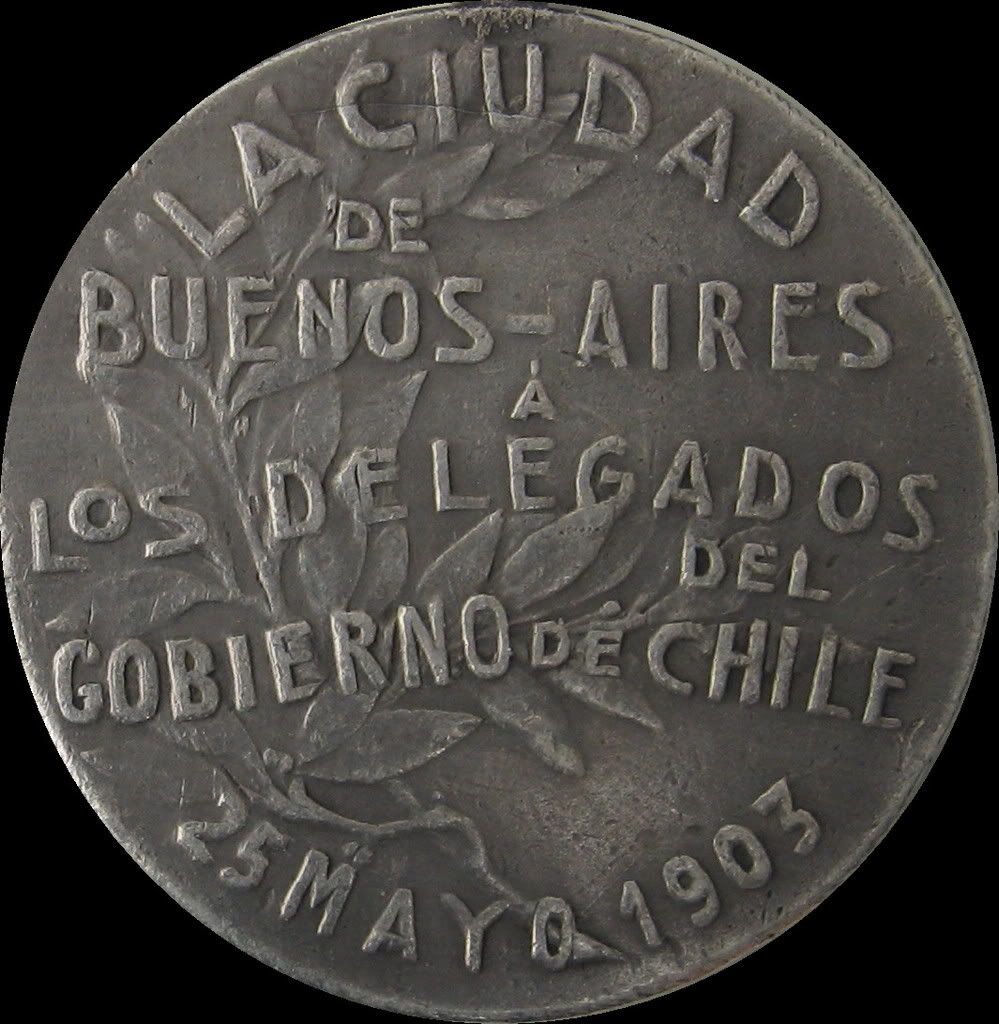 LA CIUDAD
DE
BUENOS-AIRES
Á
LOS DELEGADOS
DEL
GOBIERNO DE CHILE
25 MAYO 1903